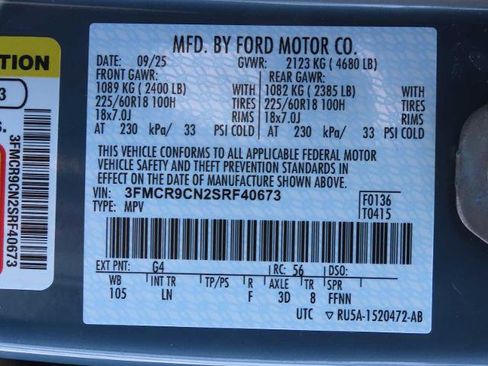 MFD. BY FORD MOTOR CO.
DATE: 09/25 GVWR: 2123 KG ( 4680 LB)
FRONT GAWR: REAR GAWR:
1089 KG ( 2400 LB) 1082 KG ( 2385 LB)
225/60R18 100H TIRES 225/60R18 100H TIRES
18x7.0J RIMS 18x7.0J RIMS
AT 230 kPa/ 33 PSI COLD AT 230 kPa/ 33 PSI COLD
THIS VEHICLE CONFORMS TO ALL APPLICABLE FEDERAL MOTOR
VEHICLE SAFETY AND THEFT PREVENTION STANDARDS IN EFFECT
ON THE DATE OF MANUFACTURE SHOWN ABOVE.
VIN: 3FMCR9CN2SRF40673 F0136
TYPE: MPV T0415
EXT PNT: G4 RC: 56 DSO:
WB INT TR TP/PS R AXLE TR SPR
105 LN F 3D 8 FFNN
UTC RU5A-1520472-AB
TION
3
S.
3FMCR9CN2SRF40673